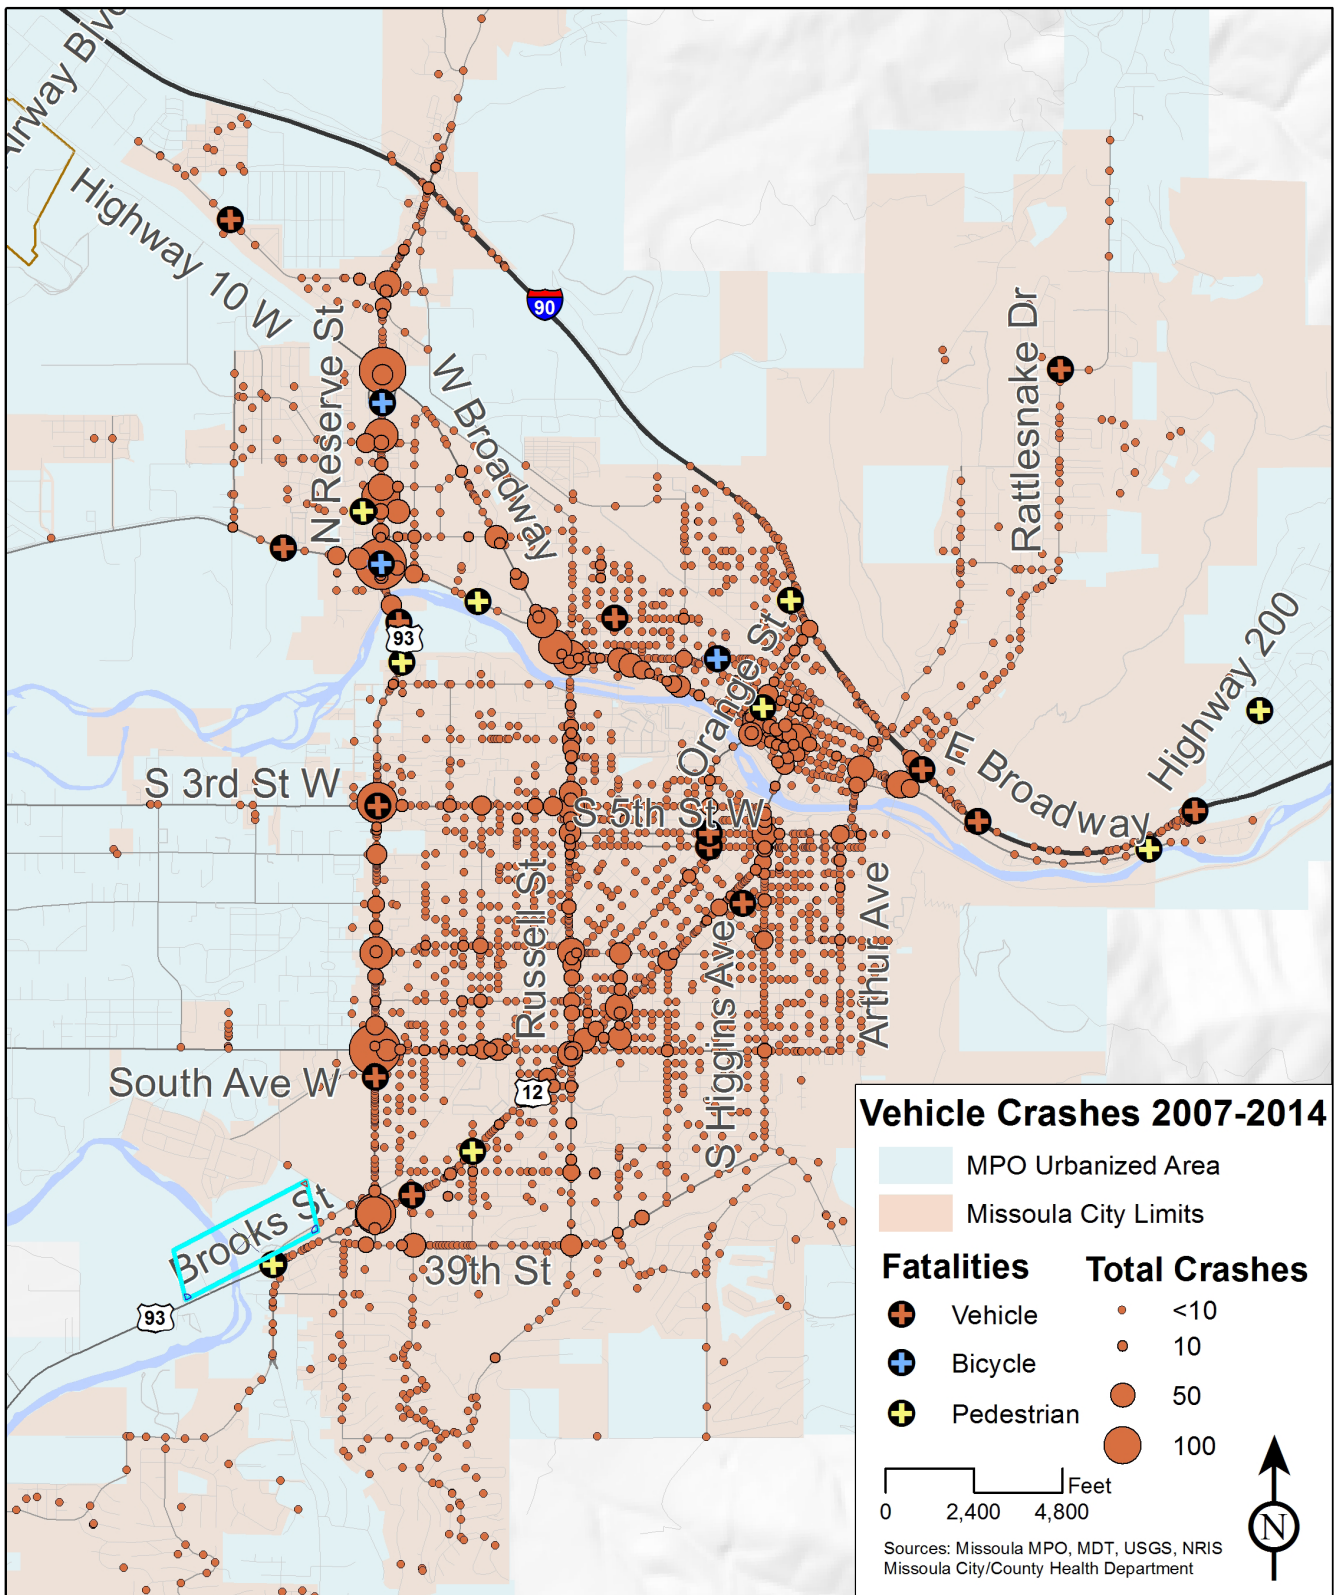 Airway Blvd
Highway 10 W
90
N Reserve St
W Broadway
Rattlesnake Dr
93
Orange St
Highway 200
E Broadway
S 3rd St W
S 5th St W
Russell St
Arthur Ave
S Higgins Ave
South Ave W
12
Brooks St
39th St
93
Vehicle Crashes 2007-2014
MPO Urbanized Area
Missoula City Limits
Fatalities
Vehicle
Bicycle
Pedestrian
Total Crashes
<10
10
50
100
Feet
0 2,400 4,800
N
Sources: Missoula MPO, MDT, USGS, NRIS
Missoula City/County Health Department